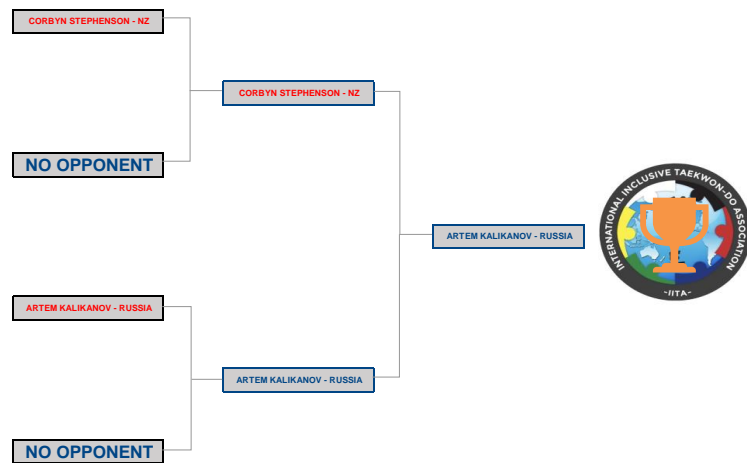 CORBYN STEPHENSON - NZ
NO OPPONENT
CORBYN STEPHENSON - NZ
ARTEM KALIKANOV - RUSSIA
NO OPPONENT
ARTEM KALIKANOV - RUSSIA
ARTEM KALIKANOV - RUSSIA
INTERNATIONAL INCLUSIVE TAEKWON-DO ASSOCIATION
-IITA-